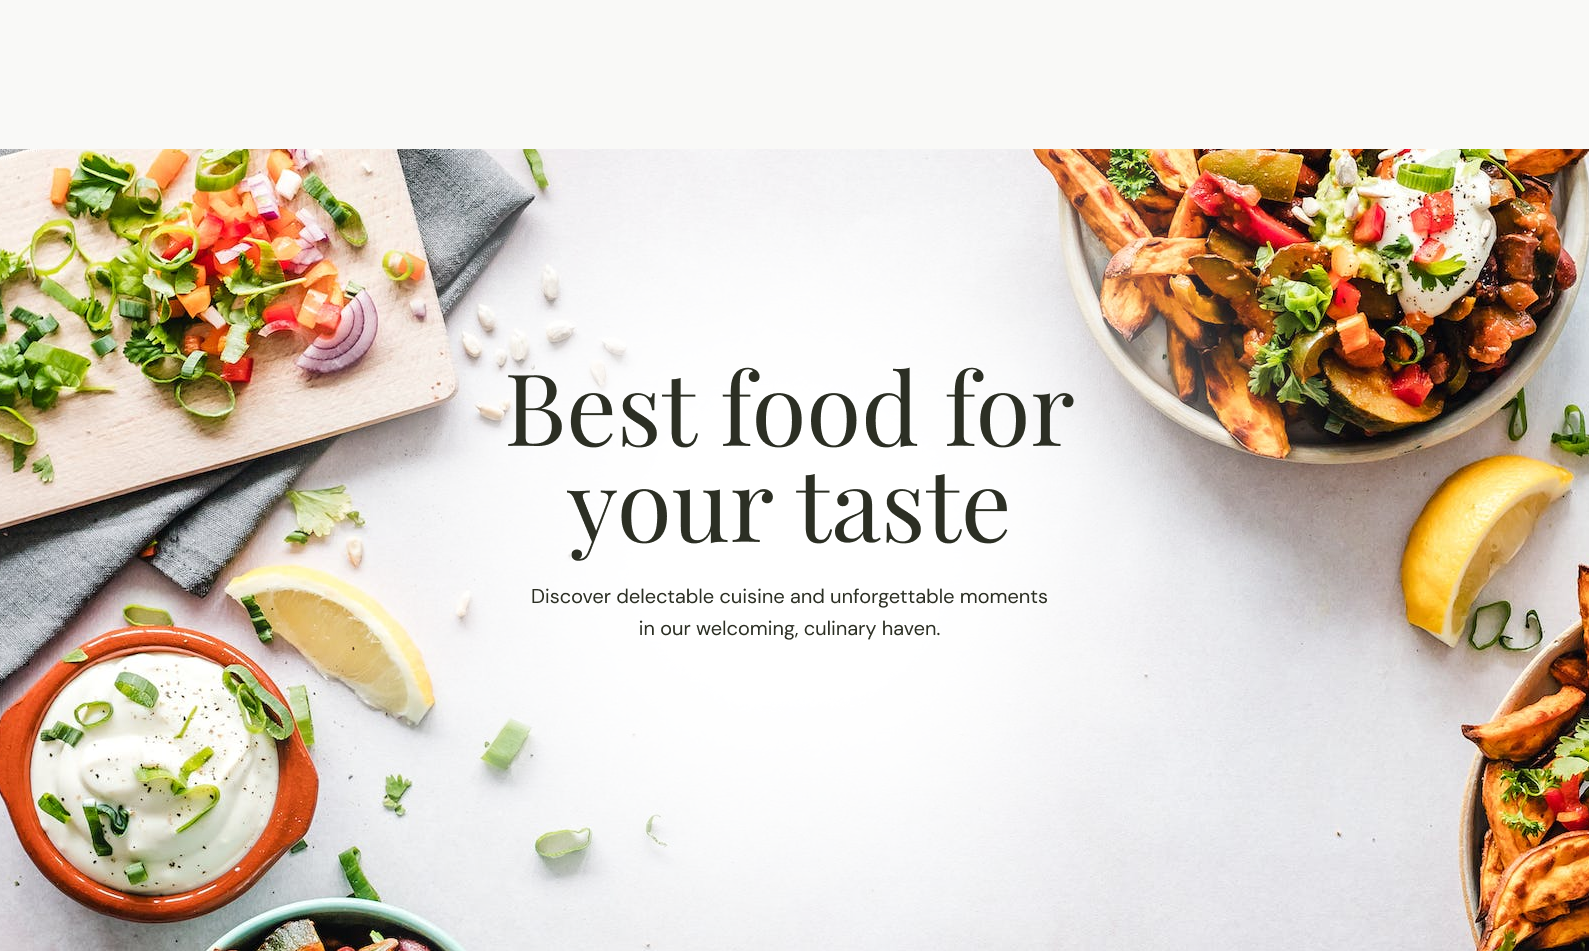 Best food for
your taste
Discover delectable cuisine and unforgettable moments
in our welcoming, culinary haven.